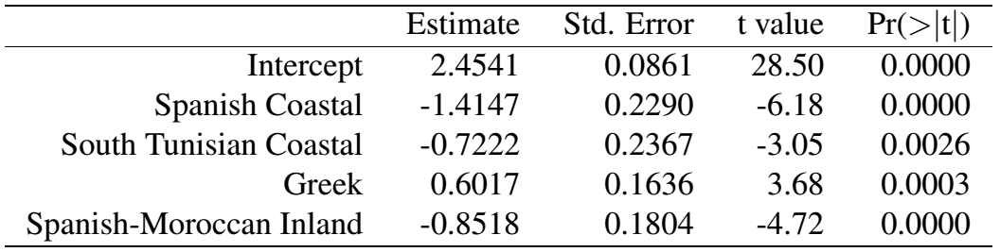 Estimate Std. Error t value Pr(>|t|)
Intercept 2.4541 0.0861 28.50 0.0000
Spanish Coastal -1.4147 0.2290 -6.18 0.0000
South Tunisian Coastal -0.7222 0.2367 -3.05 0.0026
Greek 0.6017 0.1636 3.68 0.0003
Spanish-Moroccan Inland -0.8518 0.1804 -4.72 0.0000